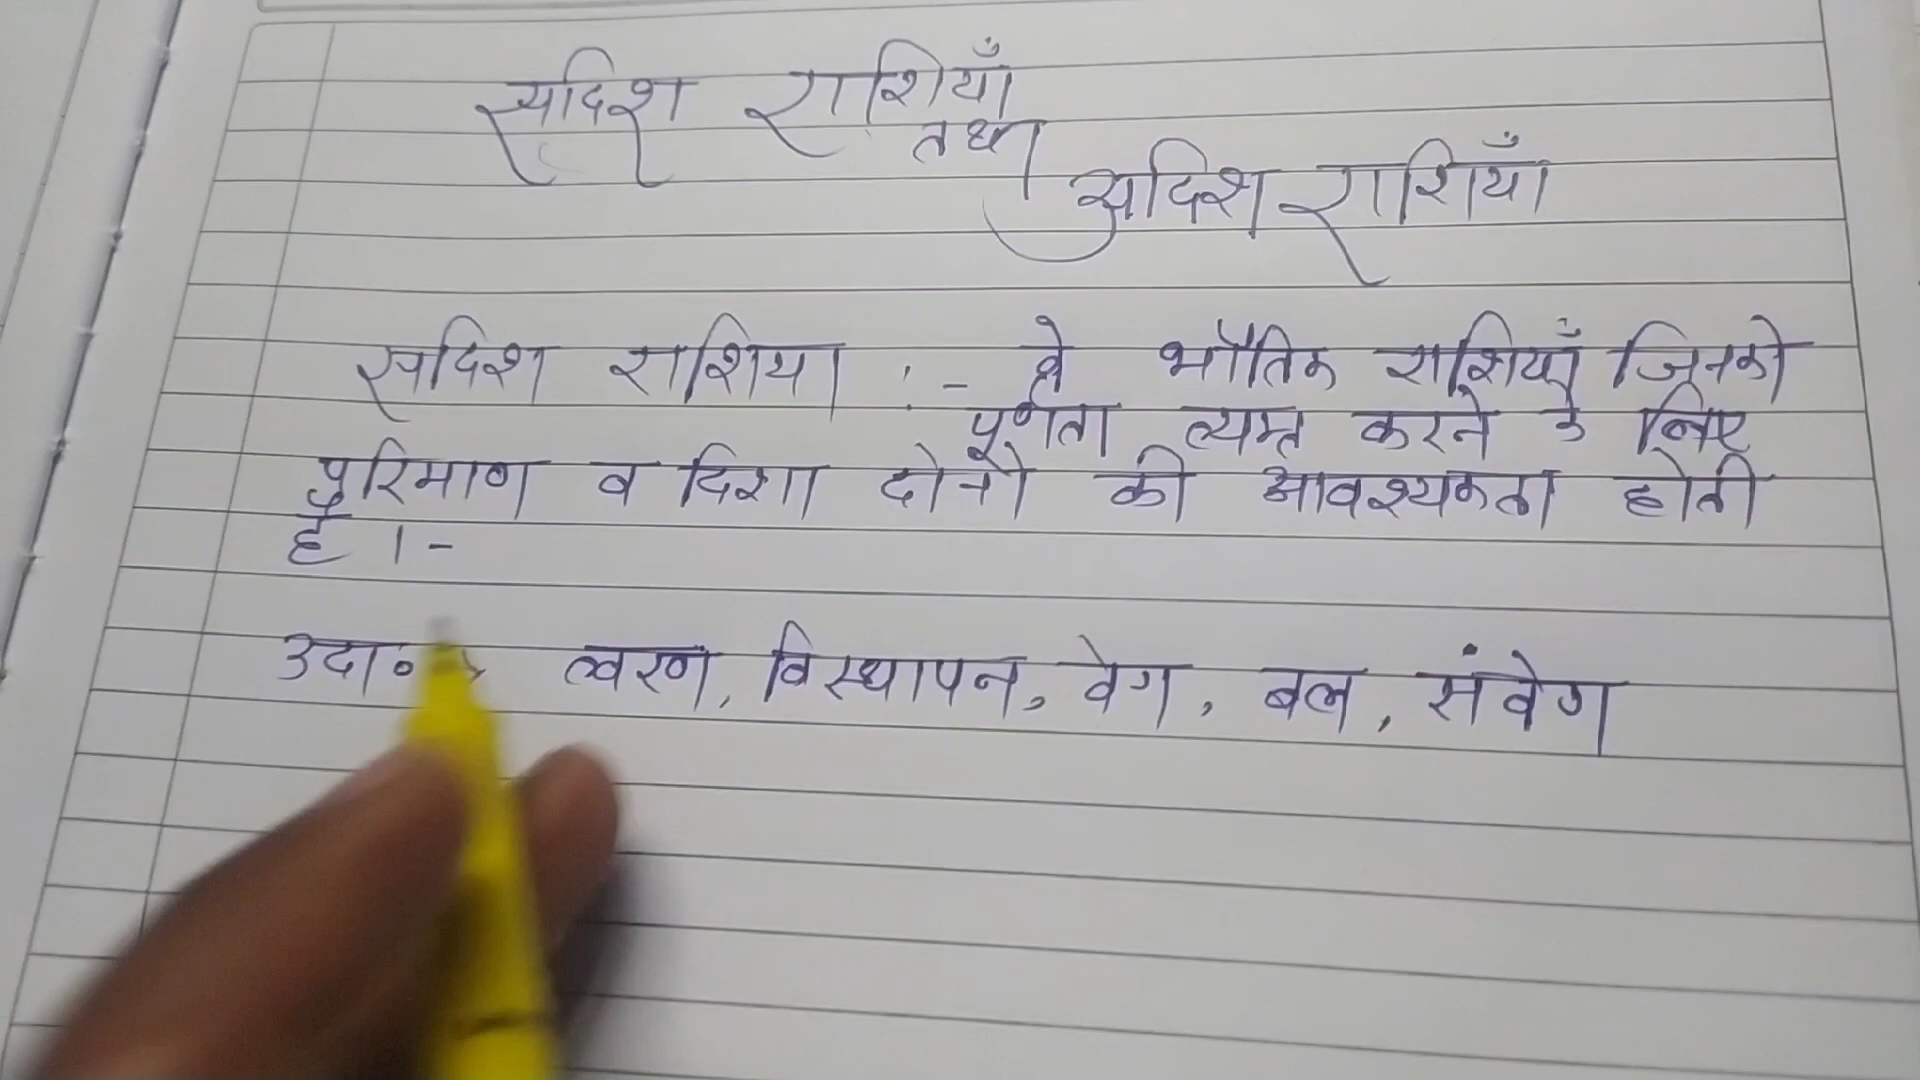 सदिश राशियाँ
तथा
अदिश राशियाँ
सदिश राशिया :- वे भौतिक राशियाँ जिनको
पूर्णता व्यक्त करने के लिए
परिमाण व दिशा दोनो की आवश्यकता होती
है ।-
उदा० त्वरण, विस्थापन, वेग, बल, संवेग